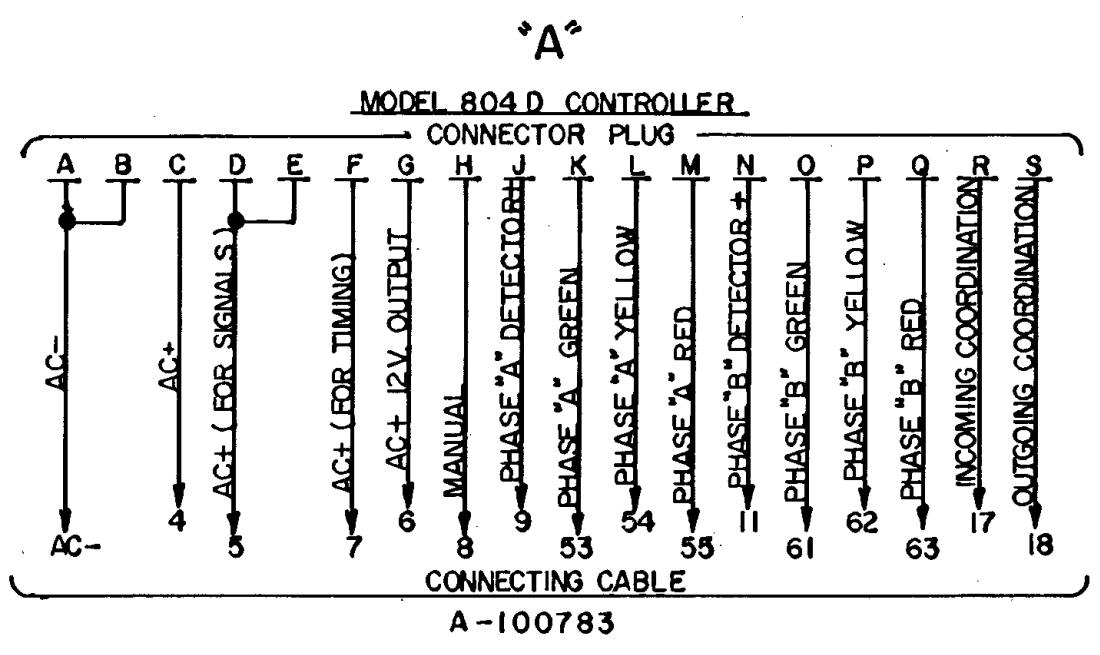 "A"
MODEL 804D CONTROLLER
CONNECTOR PLUG
A B C D E F G H J K L M N O P Q R S
AC-
AC+
AC+ (FOR SIGNALS)
AC+ (FOR TIMING)
AC+ 12V OUTPUT
MANUAL
PHASE "A" DETECTOR+
PHASE "A" GREEN
PHASE "A" YELLOW
PHASE "A" RED
PHASE "B" DETECTOR +
PHASE "B" GREEN
PHASE "B" YELLOW
PHASE "B" RED
INCOMING COORDINATION
OUTGOING COORDINATION
AC- 4 5 7 6 8 9 53 54 55 11 61 62 63 17 18
CONNECTING CABLE
A-100783